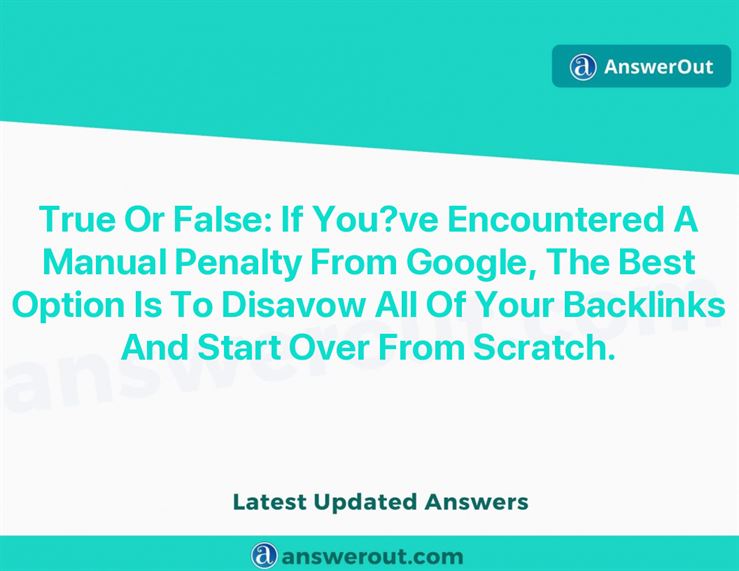 AnswerOut
True Or False: If You?ve Encountered A
Manual Penalty From Google, The Best
Option Is To Disavow All Of Your Backlinks
And Start Over From Scratch.
answerout.com
Latest Updated Answers
answerout.com